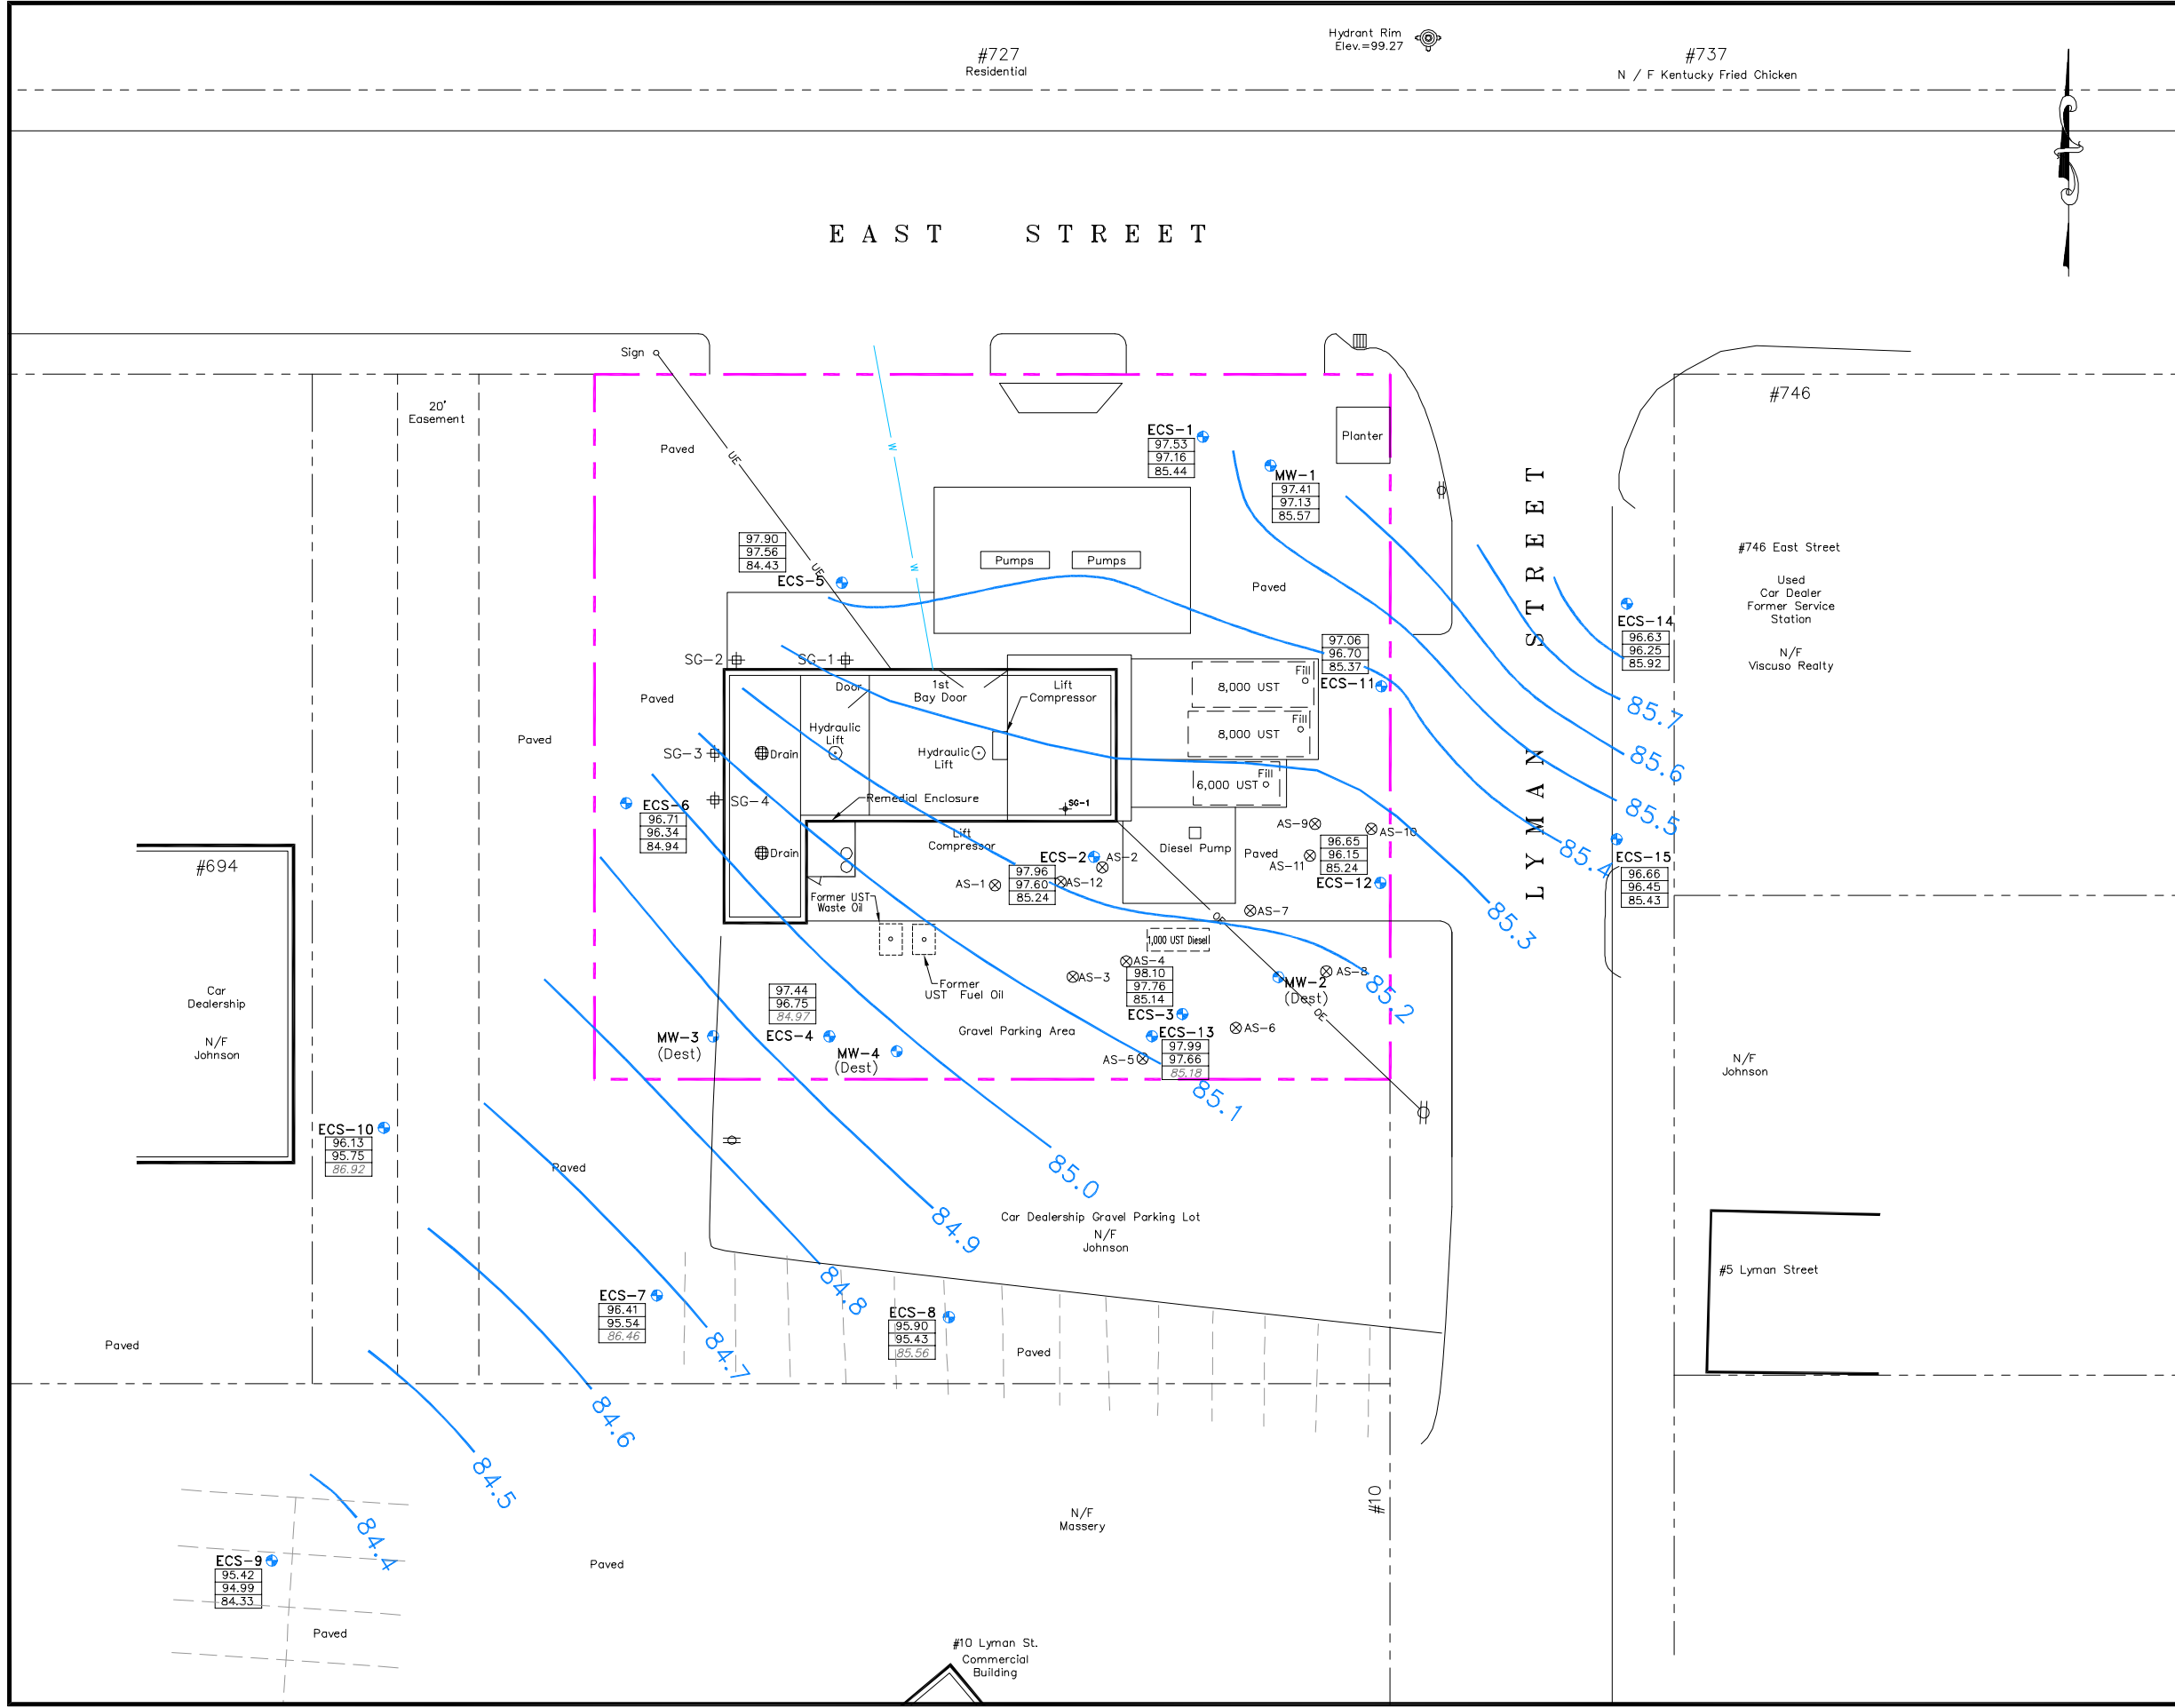 Hydrant Rim
Elev.=99.27
#727
Residential
#737
N / F Kentucky Fried Chicken
EAST STREET
Sign
20'
Easement
Paved
UE
W
ECS-1
97.53
97.16
85.44
MW-1
97.41
97.13
85.57
Planter
#746
LYMAN STREET
#746 East Street
Used
Car Dealer
Former Service
Station
N/F
Viscuso Realty
97.90
97.56
84.43
ECS-5
UE
W
Pumps
Pumps
Paved
ECS-14
96.63
96.25
85.92
97.06
96.70
85.37
ECS-11
SG-2
SG-1
Paved
Door
1st
Bay Door
Lift
Compressor
8,000 UST
Fill
8,000 UST
Fill
6,000 UST
Fill
85.7
85.6
85.5
85.4
85.3
85.2
85.1
85.0
84.9
84.8
84.7
84.6
84.5
84.4
Paved
SG-3
Drain
Hydraulic
Lift
Hydraulic
Lift
SG-4
Remedial Enclosure
SG-1
ECS-6
96.71
96.34
84.94
Drain
Lift
Compressor
ECS-2
97.96
97.60
85.24
AS-2
AS-1
AS-12
Diesel Pump
Paved
AS-9
AS-10
AS-11
96.65
96.15
85.24
ECS-12
ECS-15
96.66
96.45
85.43
#694
Car
Dealership
N/F
Johnson
Former UST
Waste Oil
Former
UST Fuel Oil
AS-7
OE
1,000 UST Diesel
AS-4
AS-3
98.10
97.76
85.14
ECS-3
MW-2
(Dest)
AS-8
OE
97.44
96.75
84.97
ECS-4
MW-3
(Dest)
MW-4
(Dest)
Gravel Parking Area
ECS-13
97.99
97.66
85.18
AS-5
AS-6
N/F
Johnson
ECS-10
96.13
95.75
86.92
Paved
Car Dealership Gravel Parking Lot
N/F
Johnson
#5 Lyman Street
ECS-7
96.41
95.54
86.46
ECS-8
95.90
95.43
85.56
Paved
Paved
#10
N/F
Massery
ECS-9
95.42
94.99
84.33
Paved
Paved
#10 Lyman St.
Commercial
Building